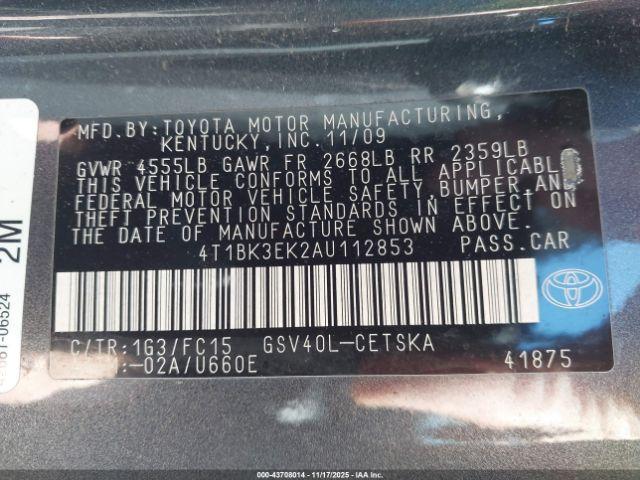 MFD.BY:TOYOTA MOTOR MANUFACTURING,
KENTUCKY, INC.11/09
GVWR 4555LB GAWR FR 2668LB RR 2359LB
THIS VEHICLE CONFORMS TO ALL APPLICABLE
FEDERAL MOTOR VEHICLE SAFETY, BUMPER,AND
THEFT PREVENTION STANDARDS IN EFFECT ON
THE DATE OF MANUFACTURE SHOWN ABOVE.
4T1BK3EK2AU112853 PASS.CAR
C/TR:1G3/FC15 GSV40L-CETSKA
:-02A/U660E 41875
2M
06524
000-43708014 | 11/17/2025 - IAA Inc.